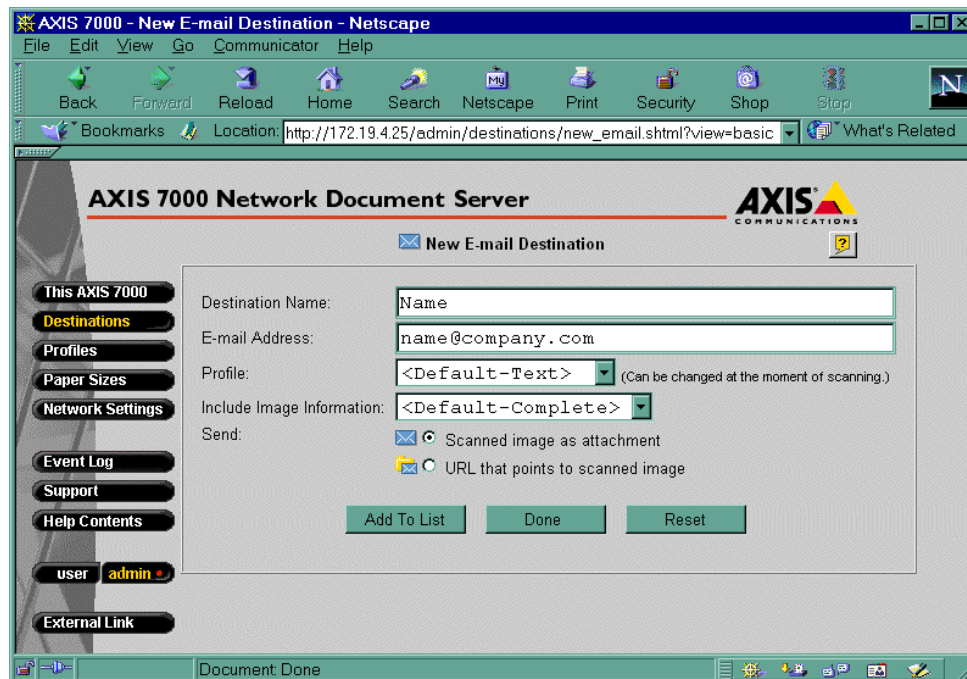 AXIS 7000 - New E-mail Destination - Netscape
File Edit View Go Communicator Help
My
N
Back Forward Reload Home Search Netscape Print Security Shop Stop
Bookmarks Location: http://172.19.4.25/admin/destinations/new_email.shtml?view=basic What's Related
AXIS 7000 Network Document Server
AXIS
COMMUNICATIONS
New E-mail Destination
?
This AXIS 7000
Destinations
Profiles
Paper Sizes
Network Settings
Event Log
Support
Help Contents
user admin
External Link
Destination Name: Name
E-mail Address: name@company.com
Profile: <Default-Text> (Can be changed at the moment of scanning.)
Include Image Information: <Default-Complete>
Send: Scanned image as attachment
URL that points to scanned image
Add To List Done Reset
Document: Done